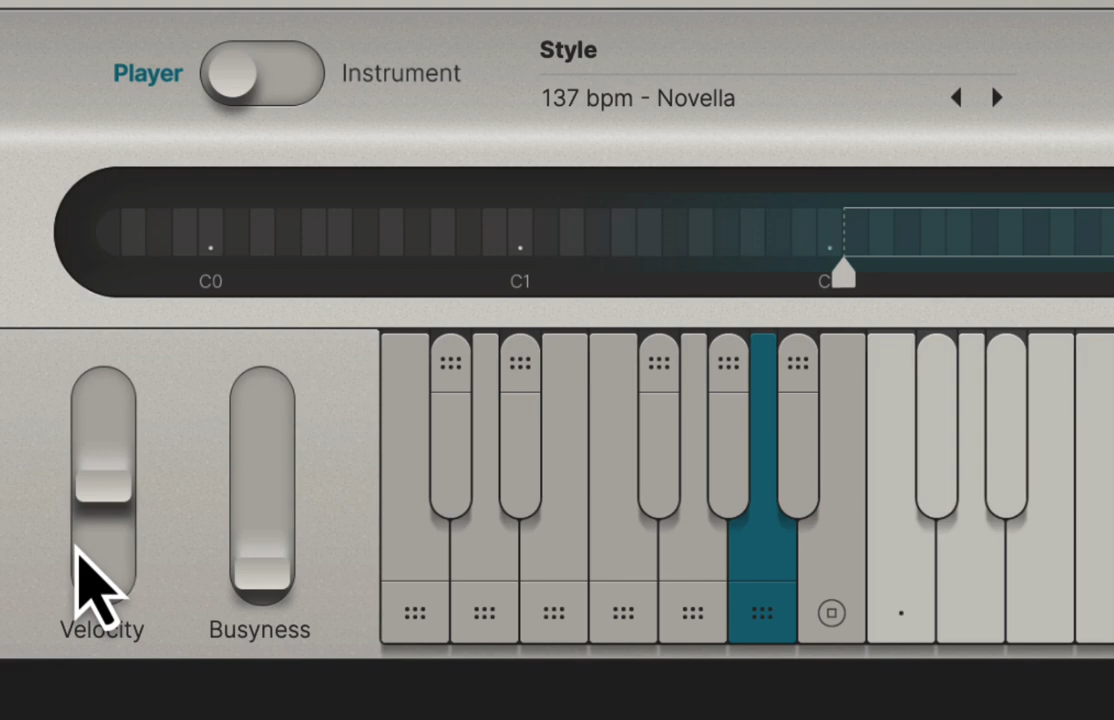 Style
Player
Instrument
137 bpm - Novella
C0
C1
C
Velocity
Busyness